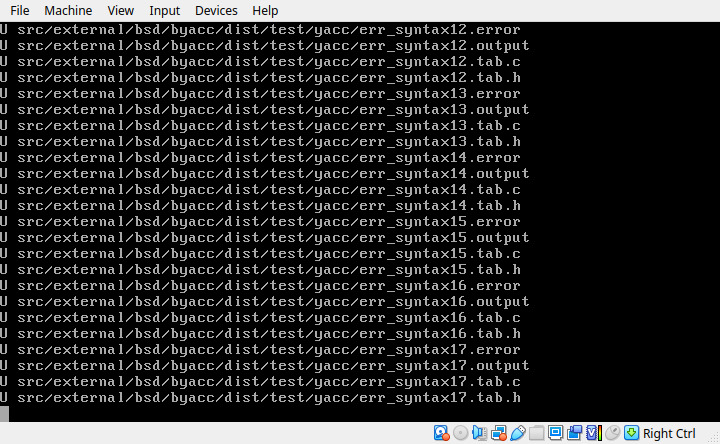 File Machine View Input Devices Help
U src/external/bsd/byacc/dist/test/yacc/err_syntax12.error
U src/external/bsd/byacc/dist/test/yacc/err_syntax12.output
U src/external/bsd/byacc/dist/test/yacc/err_syntax12.tab.c
U src/external/bsd/byacc/dist/test/yacc/err_syntax12.tab.h
U src/external/bsd/byacc/dist/test/yacc/err_syntax13.error
U src/external/bsd/byacc/dist/test/yacc/err_syntax13.output
U src/external/bsd/byacc/dist/test/yacc/err_syntax13.tab.c
U src/external/bsd/byacc/dist/test/yacc/err_syntax13.tab.h
U src/external/bsd/byacc/dist/test/yacc/err_syntax14.error
U src/external/bsd/byacc/dist/test/yacc/err_syntax14.output
U src/external/bsd/byacc/dist/test/yacc/err_syntax14.tab.c
U src/external/bsd/byacc/dist/test/yacc/err_syntax14.tab.h
U src/external/bsd/byacc/dist/test/yacc/err_syntax15.error
U src/external/bsd/byacc/dist/test/yacc/err_syntax15.output
U src/external/bsd/byacc/dist/test/yacc/err_syntax15.tab.c
U src/external/bsd/byacc/dist/test/yacc/err_syntax15.tab.h
U src/external/bsd/byacc/dist/test/yacc/err_syntax16.error
U src/external/bsd/byacc/dist/test/yacc/err_syntax16.output
U src/external/bsd/byacc/dist/test/yacc/err_syntax16.tab.c
U src/external/bsd/byacc/dist/test/yacc/err_syntax16.tab.h
U src/external/bsd/byacc/dist/test/yacc/err_syntax17.error
U src/external/bsd/byacc/dist/test/yacc/err_syntax17.output
U src/external/bsd/byacc/dist/test/yacc/err_syntax17.tab.c
U src/external/bsd/byacc/dist/test/yacc/err_syntax17.tab.h
Right Ctrl